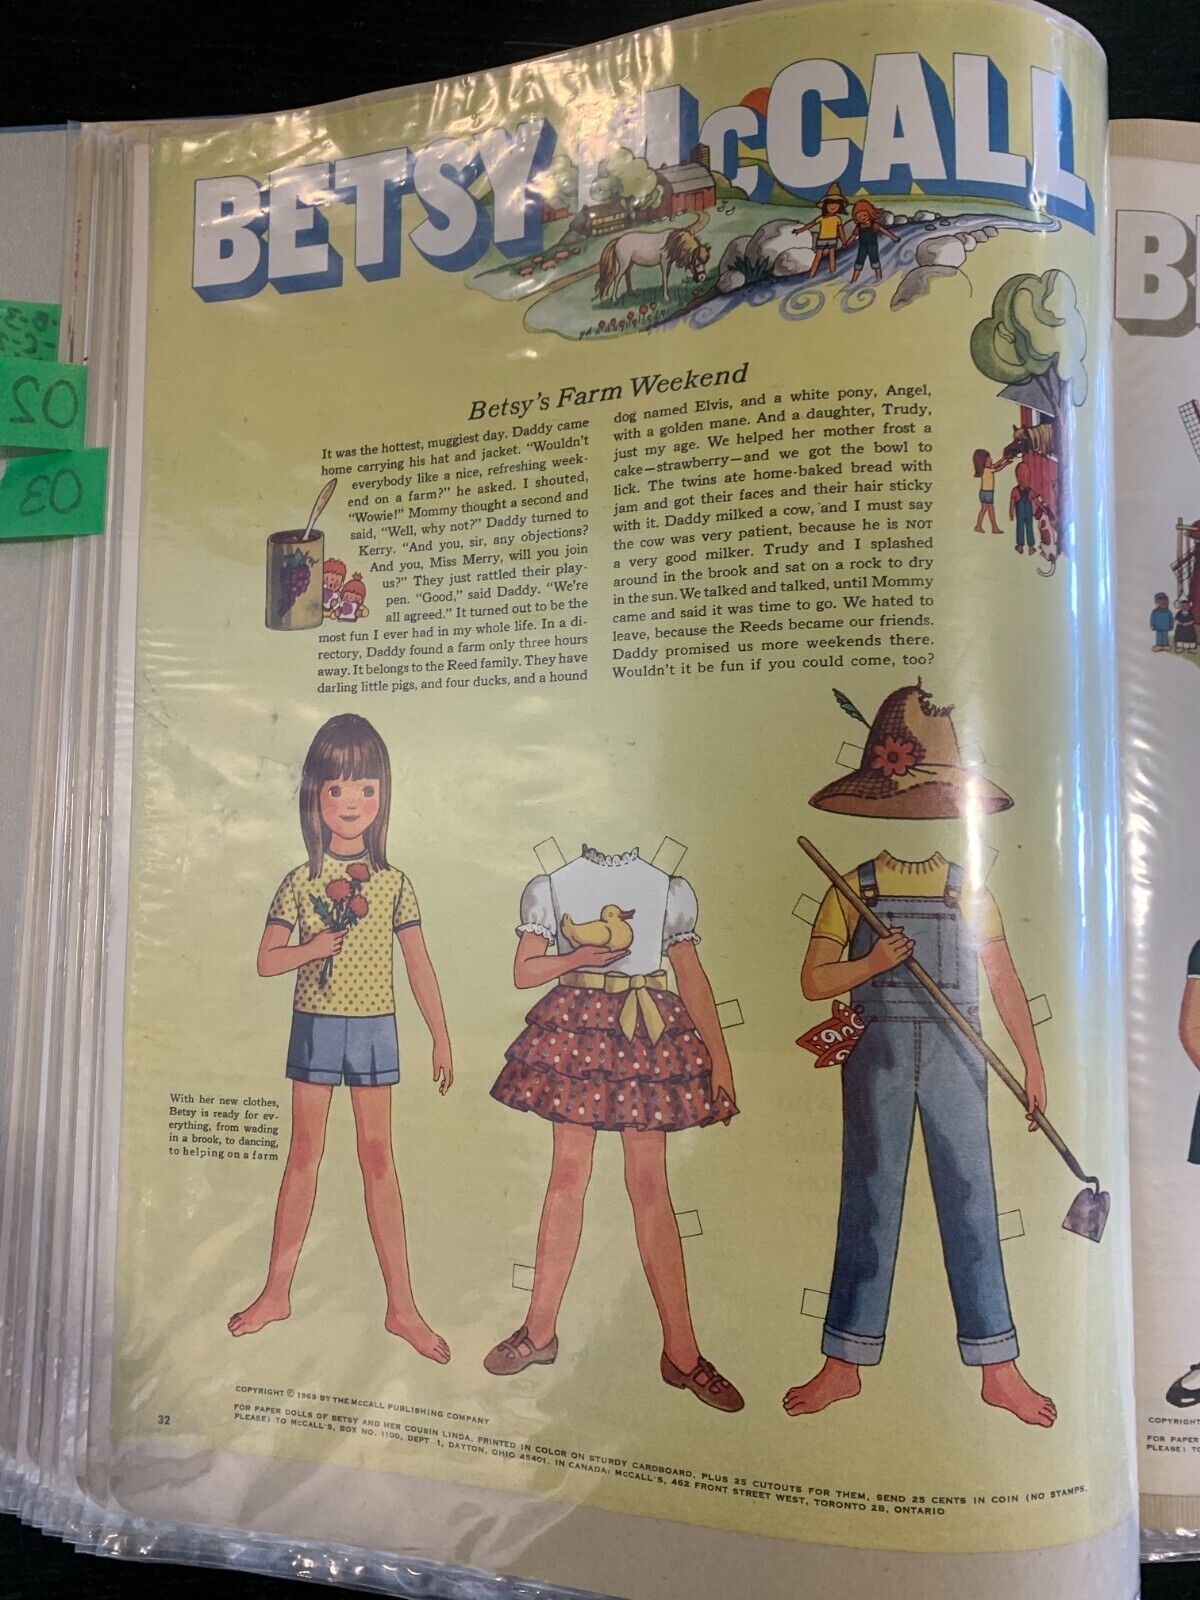 BETSY McCALL
Betsy's Farm Weekend
It was the hottest, muggiest day. Daddy came
home carrying his hat and jacket. "Wouldn't
everybody like a nice, refreshing week-
end on a farm?" he asked. I shouted,
"Wowie!" Mommy thought a second and
said, "Well, why not?" Daddy turned to
Kerry. "And you, sir, any objections?
And you, Miss Merry, will you join
us?" They just rattled their play-
pen. "Good," said Daddy. "We're
all agreed." It turned out to be the
most fun I ever had in my whole life. In a di-
rectory, Daddy found a farm only three hours
away. It belongs to the Reed family. They have
darling little pigs, and four ducks, and a hound
dog named Elvis, and a white pony, Angel,
with a golden mane. And a daughter, Trudy,
just my age. We helped her mother frost a
cake—strawberry—and we got the bowl to
lick. The twins ate home-baked bread with
jam and got their faces and their hair sticky
with it. Daddy milked a cow, and I must say
the cow was very patient, because he is NOT
a very good milker. Trudy and I splashed
around in the brook and sat on a rock to dry
in the sun. We talked and talked, until Mommy
came and said it was time to go. We hated to
leave, because the Reeds became our friends.
Daddy promised us more weekends there.
Wouldn't it be fun if you could come, too?
With her new clothes,
Betsy is ready for ev-
erything, from wading
in a brook, to dancing,
to helping on a farm
COPYRIGHT © 1969 BY THE McCALL PUBLISHING COMPANY
FOR PAPER DOLLS OF BETSY AND HER COUSIN LINDA, PRINTED IN COLOR ON STURDY CARDBOARD, PLUS 25 CUTOUTS FOR THEM, SEND 25 CENTS IN COIN (NO STAMPS,
PLEASE) TO McCALL'S, BOX NO. 1100, DEPT. 1, DAYTON, OHIO 45401. IN CANADA: McCALL'S, 462 FRONT STREET WEST, TORONTO 2B, ONTARIO
32
02
03
B
COPYRIGHT
FOR PAPER
PLEASE) TO